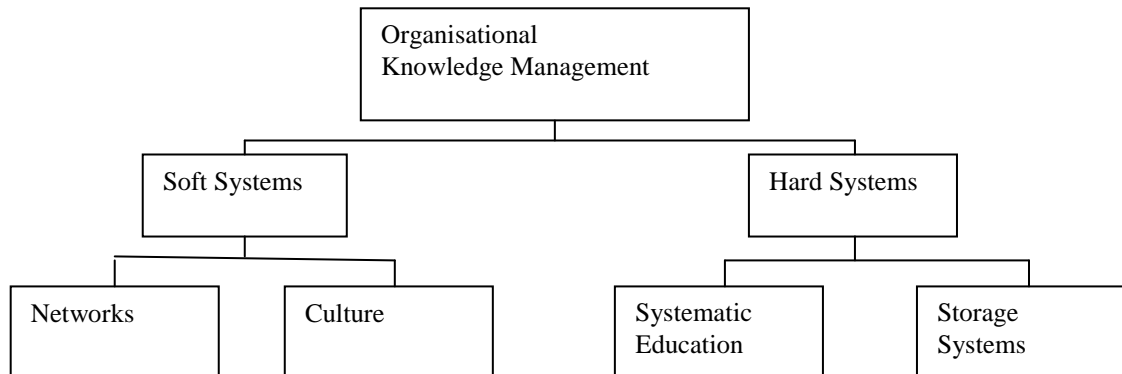 Organisational
Knowledge Management
Soft Systems
Hard Systems
Networks
Culture
Systematic
Education
Storage
Systems